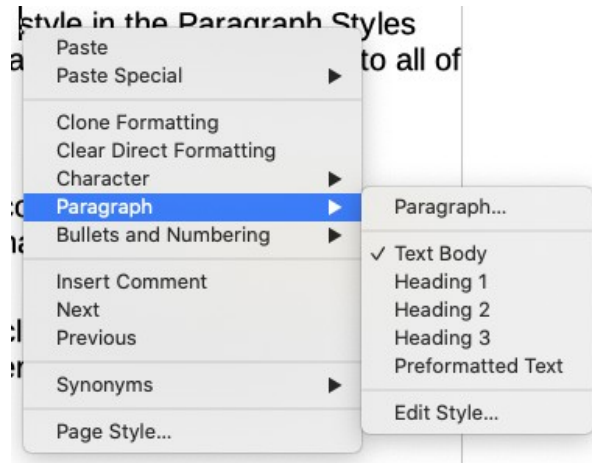 style in the Paragraph Styles
to all of
Paste
Paste Special
Clone Formatting
Clear Direct Formatting
Character
Paragraph
Bullets and Numbering
Insert Comment
Next
Previous
Synonyms
Page Style...
Paragraph...
✓ Text Body
Heading 1
Heading 2
Heading 3
Preformatted Text
Edit Style...